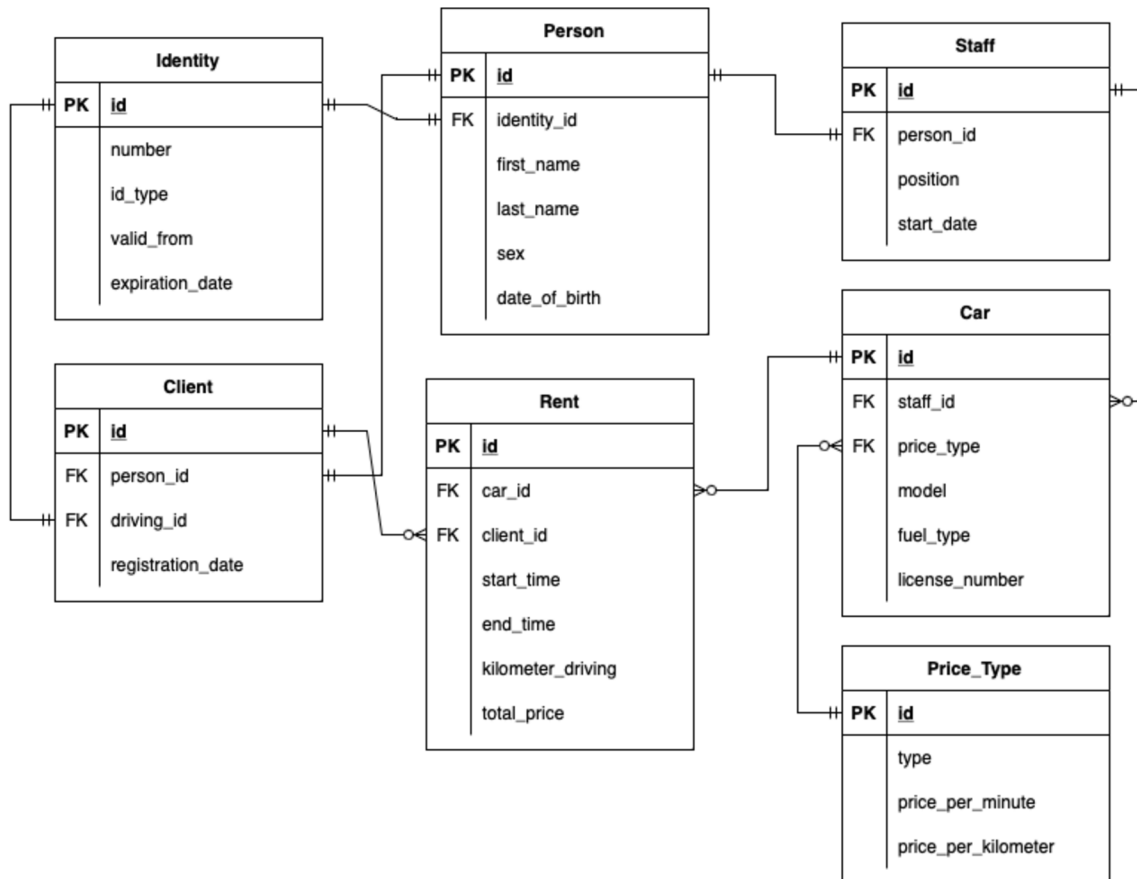 Identity
PK id
number
id_type
valid_from
expiration_date
Person
PK id
FK identity_id
first_name
last_name
sex
date_of_birth
Staff
PK id
FK person_id
position
start_date
Client
PK id
FK person_id
FK driving_id
registration_date
Rent
PK id
FK car_id
FK client_id
start_time
end_time
kilometer_driving
total_price
Car
PK id
FK staff_id
FK price_type
model
fuel_type
license_number
Price_Type
PK id
type
price_per_minute
price_per_kilometer